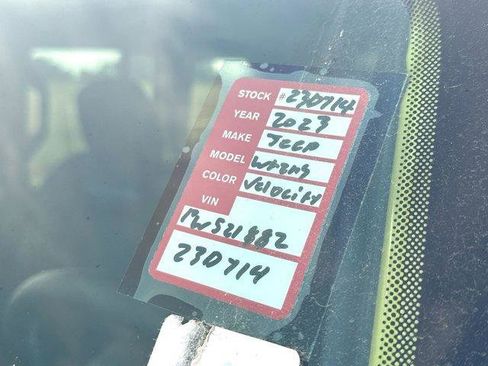 STOCK #230714
YEAR 2023
MAKE Jeep
MODEL Wrang
COLOR Velocity
VIN
PW521882
230714